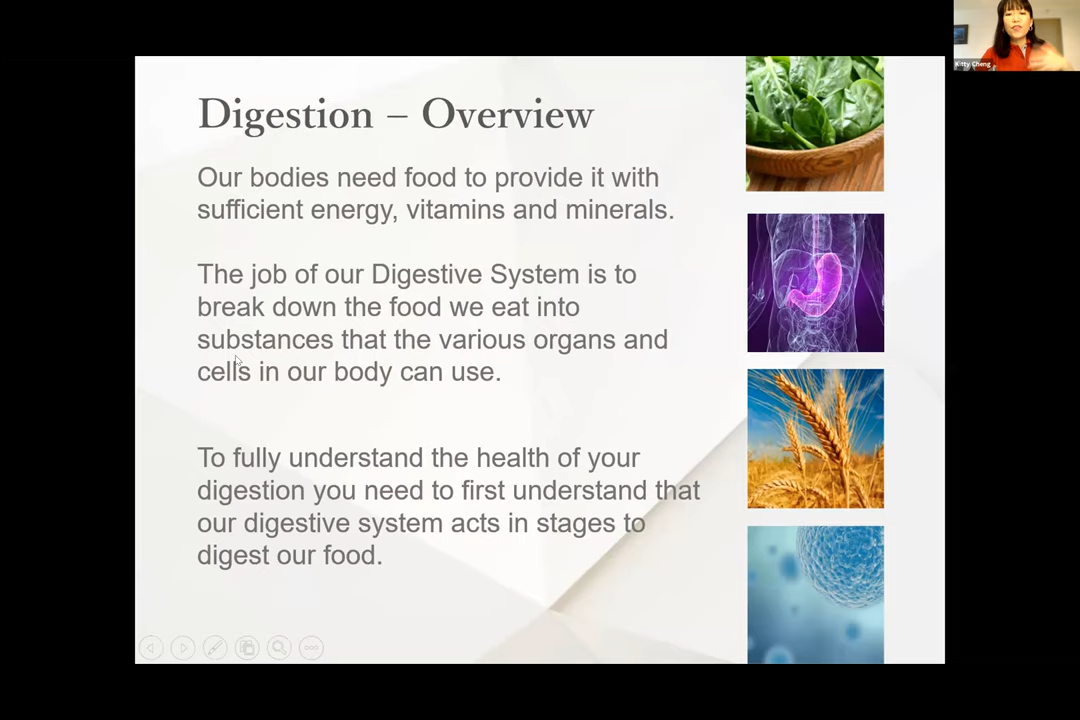 Digestion – Overview
Our bodies need food to provide it with
sufficient energy, vitamins and minerals.
The job of our Digestive System is to
break down the food we eat into
substances that the various organs and
cells in our body can use.
To fully understand the health of your
digestion you need to first understand that
our digestive system acts in stages to
digest our food.
Kitty Cheng